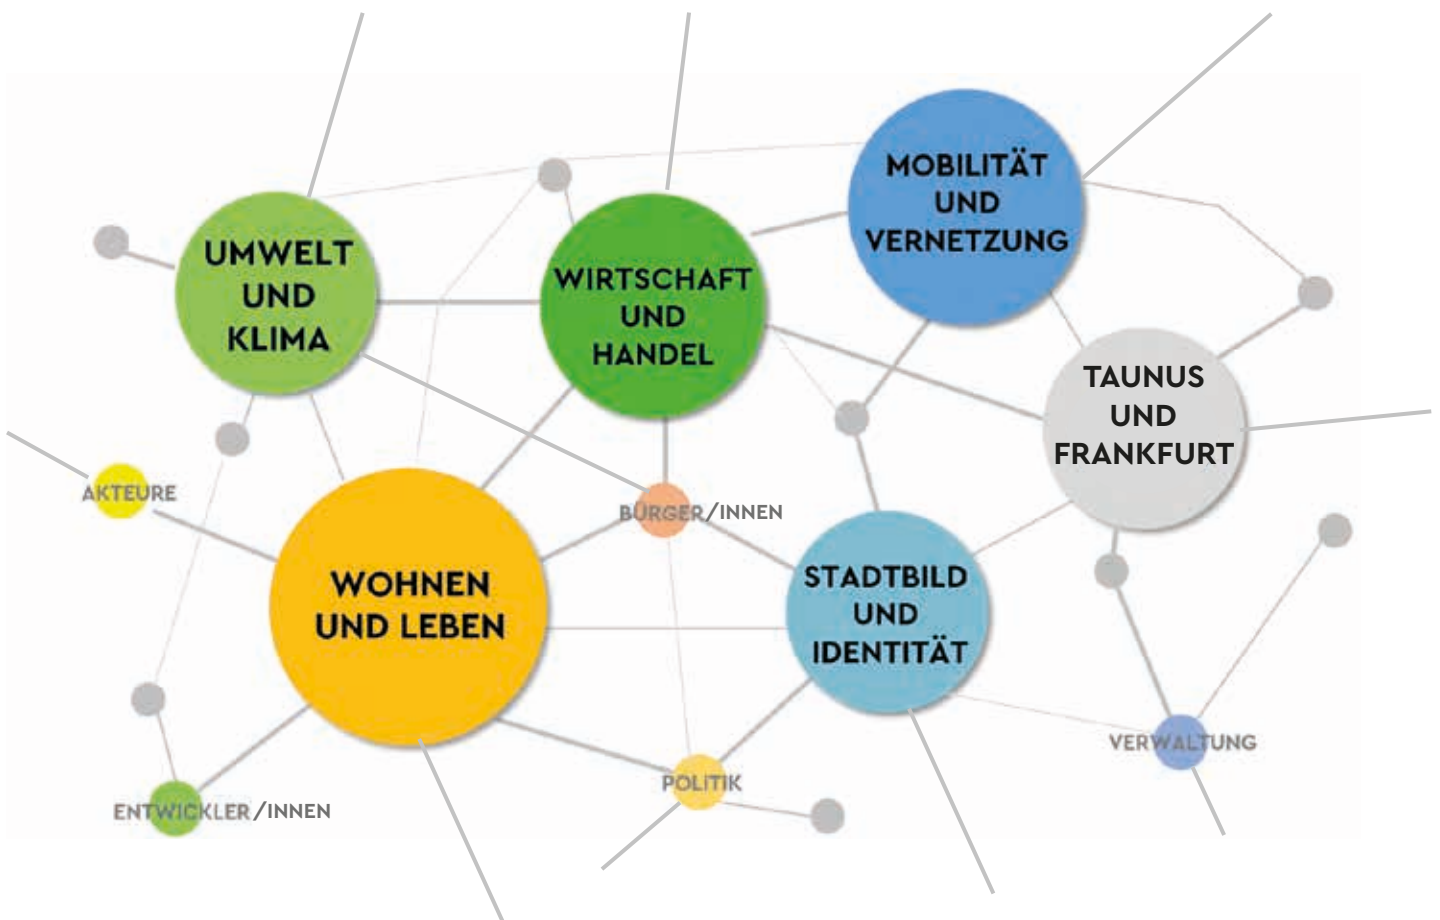 MOBILITÄT
UND
VERNETZUNG
UMWELT
UND
KLIMA
WIRTSCHAFT
UND
HANDEL
TAUNUS
UND
FRANKFURT
AKTEURE
BÜRGER/INNEN
WOHNEN
UND LEBEN
STADTBILD
UND
IDENTITÄT
VERWALTUNG
POLITIK
ENTWICKLER/INNEN